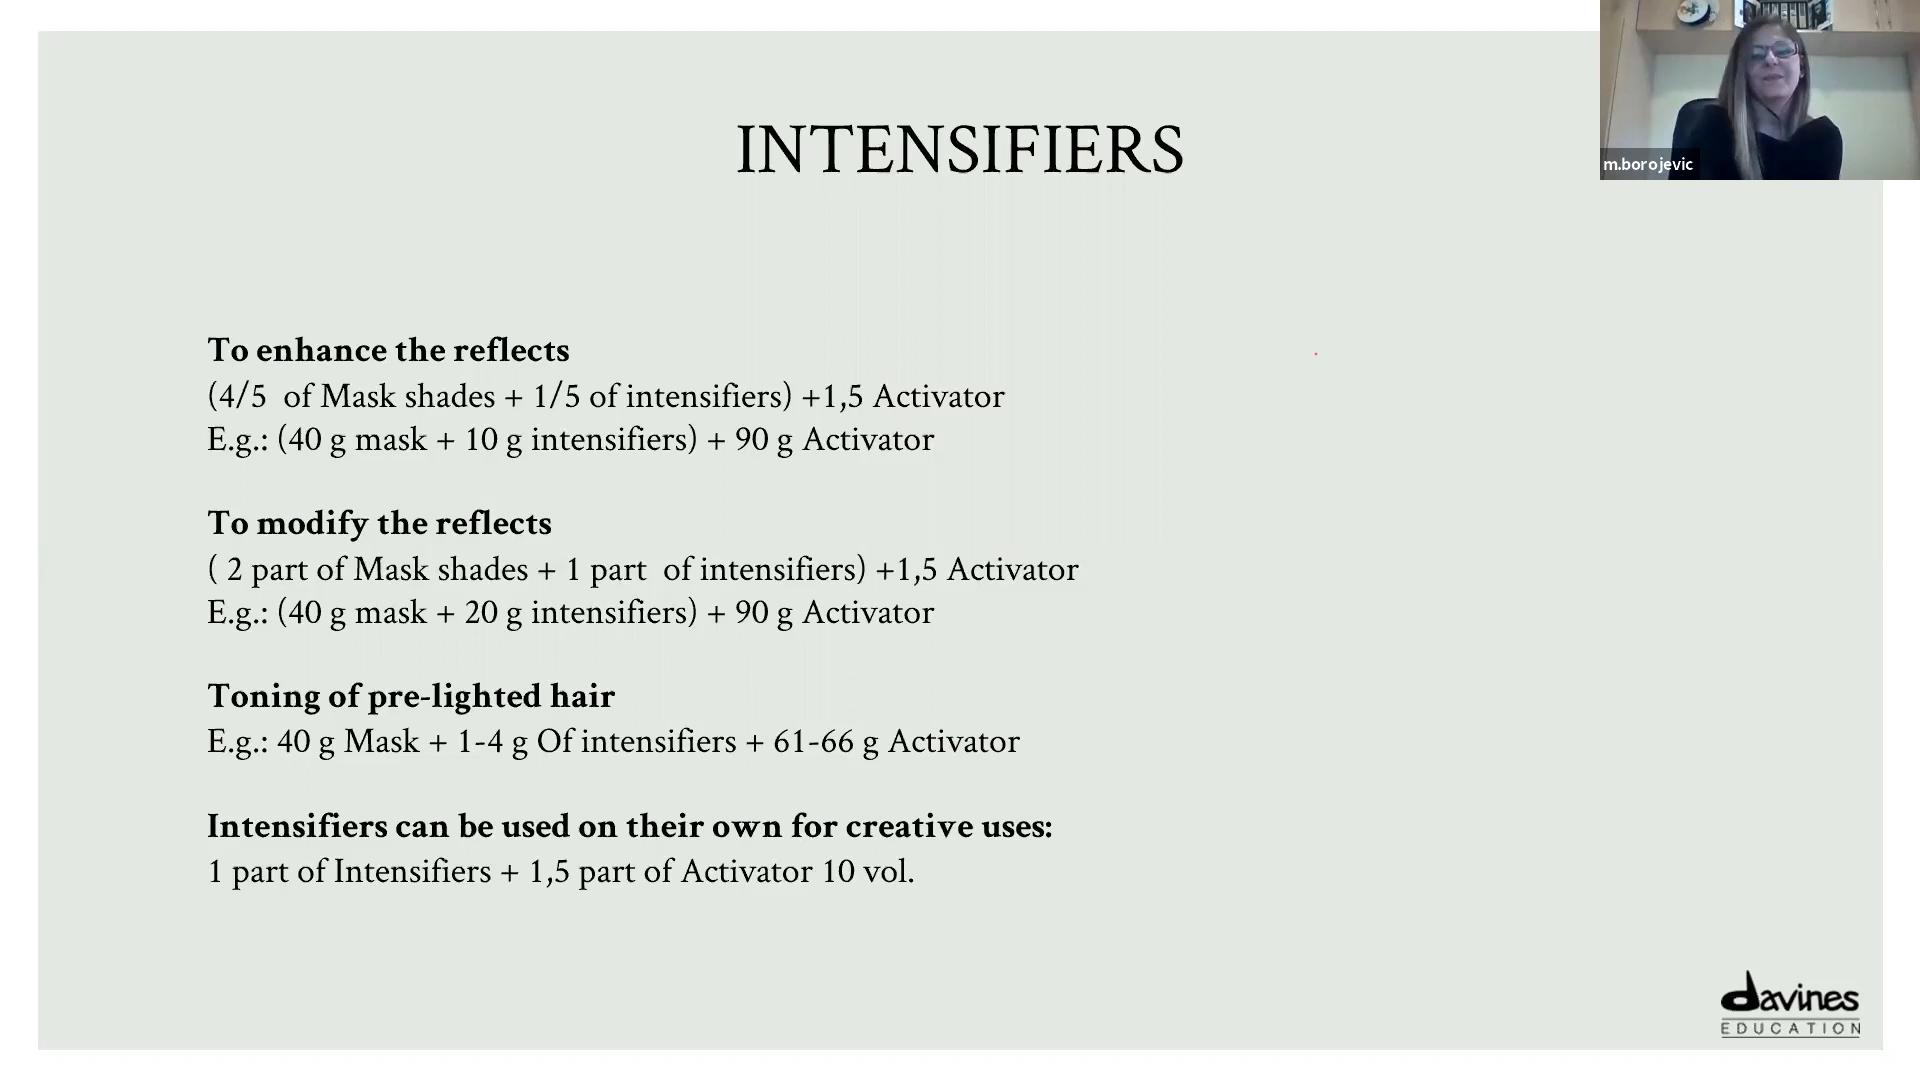 INTENSIFIERS
m.borojevic
To enhance the reflects
(4/5 of Mask shades + 1/5 of intensifiers) +1,5 Activator
E.g.: (40 g mask + 10 g intensifiers) + 90 g Activator
To modify the reflects
( 2 part of Mask shades + 1 part of intensifiers) +1,5 Activator
E.g.: (40 g mask + 20 g intensifiers) + 90 g Activator
Toning of pre-lighted hair
E.g.: 40 g Mask + 1-4 g Of intensifiers + 61-66 g Activator
Intensifiers can be used on their own for creative uses:
1 part of Intensifiers + 1,5 part of Activator 10 vol.
davines
EDUCATION